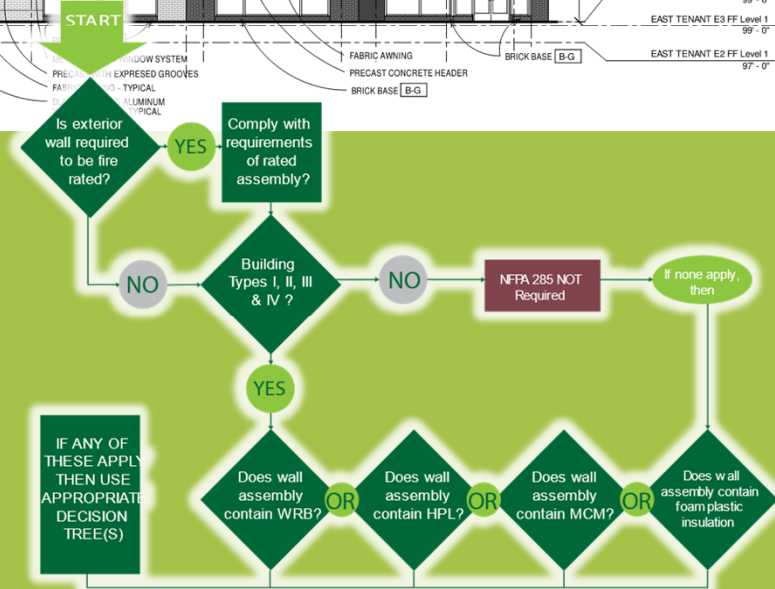 START
99' - 6"
EAST TENANT E3 FF Level 1
99' - 0"
EAST TENANT E2 FF Level 1
97' - 0"
WINDOW SYSTEM
WITH EXPRESED GROOVES
- TYPICAL
ALUMINUM
TYPICAL
FABRIC AWNING
PRECAST CONCRETE HEADER
BRICK BASE B-G
BRICK BASE B-G
Is exterior
wall required
to be fire
rated?
YES
Comply with
requirements
of rated
assembly?
NO
Building
Types I, II, III
& IV ?
NO
NFPA 285 NOT
Required
If none apply,
then
YES
IF ANY OF
THESE APPLY
THEN USE
APPROPRIATE
DECISION
TREE(S)
Does wall
assembly
contain WRB?
OR
Does wall
assembly
contain HPL?
OR
Does wall
assembly
contain MCM?
OR
Does wall
assembly contain
foam plastic
insulation